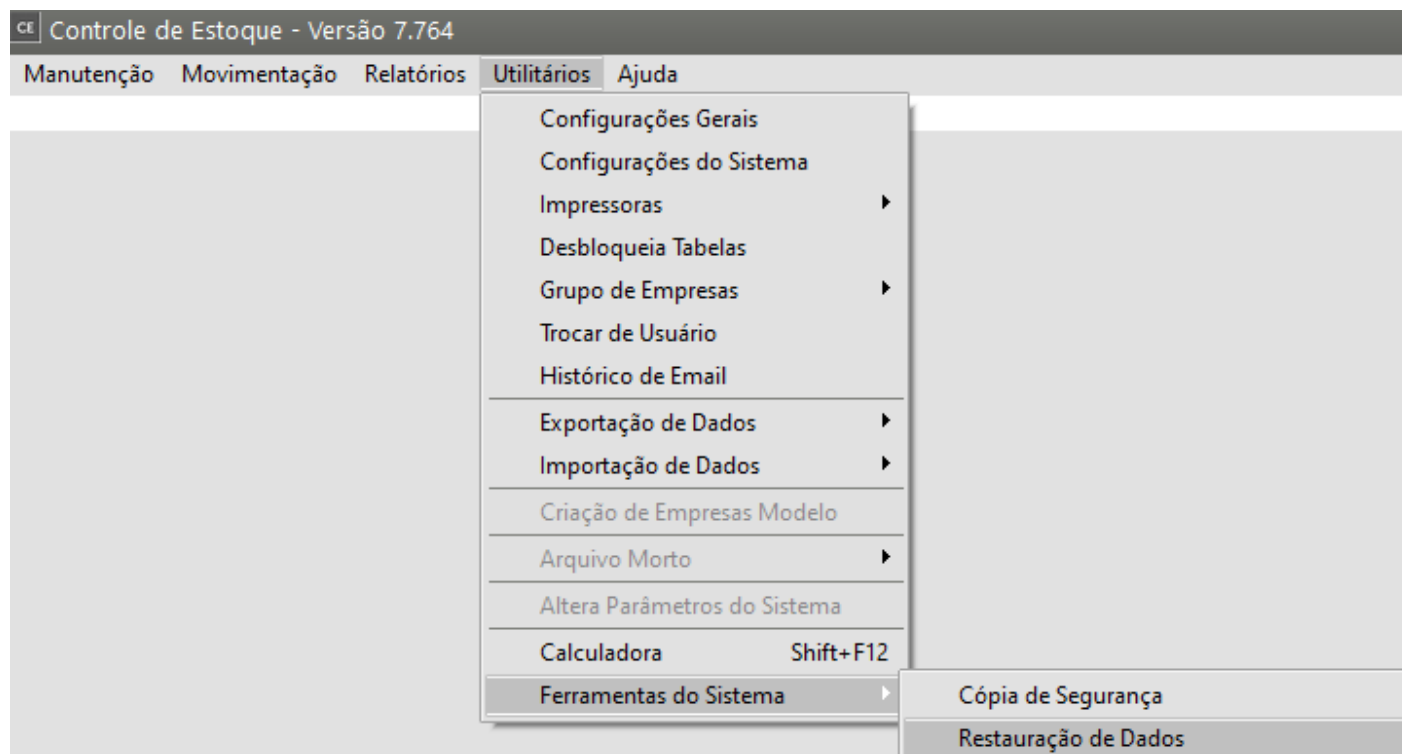 CE Controle de Estoque - Versão 7.764
Manutenção Movimentação Relatórios Utilitários Ajuda
Configurações Gerais
Configurações do Sistema
Impressoras
Desbloqueia Tabelas
Grupo de Empresas
Trocar de Usuário
Histórico de Email
Exportação de Dados
Importação de Dados
Criação de Empresas Modelo
Arquivo Morto
Altera Parâmetros do Sistema
Calculadora Shift+F12
Ferramentas do Sistema
Cópia de Segurança
Restauração de Dados